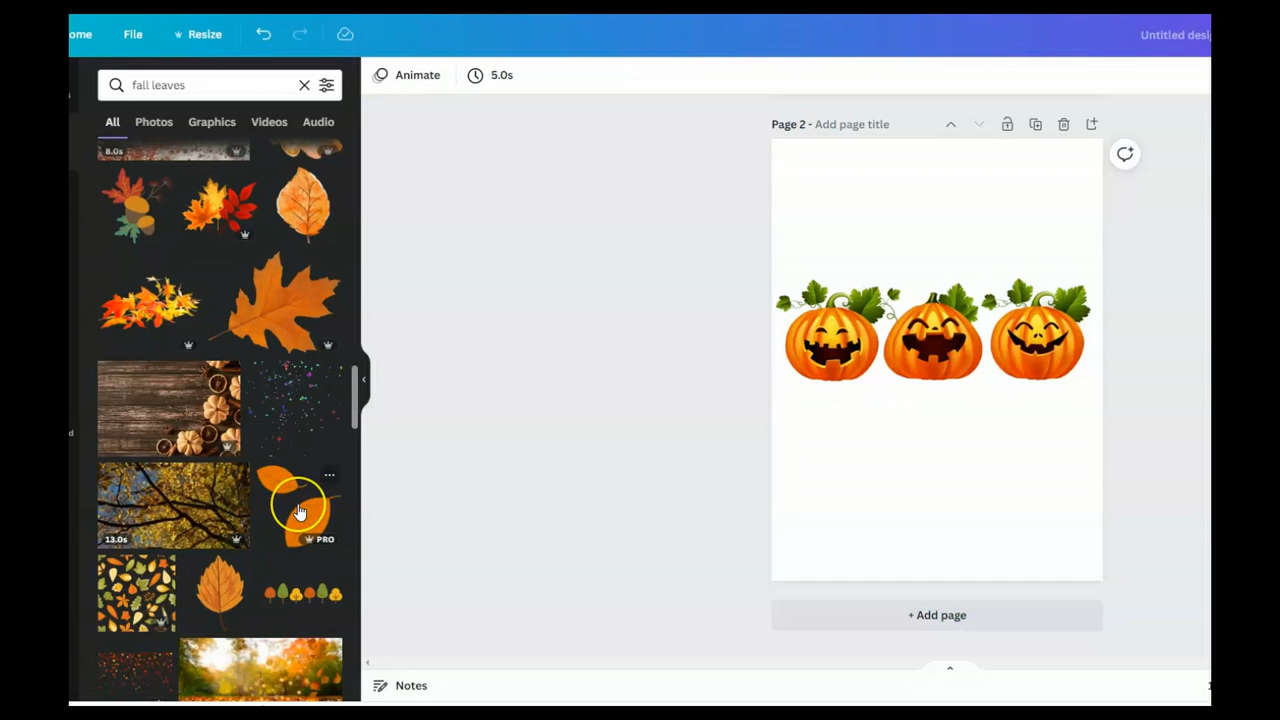 ome File Resize Untitled desi
fall leaves Animate 5.0s
All Photos Graphics Videos Audio
Page 2 - Add page title
8.0s
13.0s PRO
+ Add page
Notes